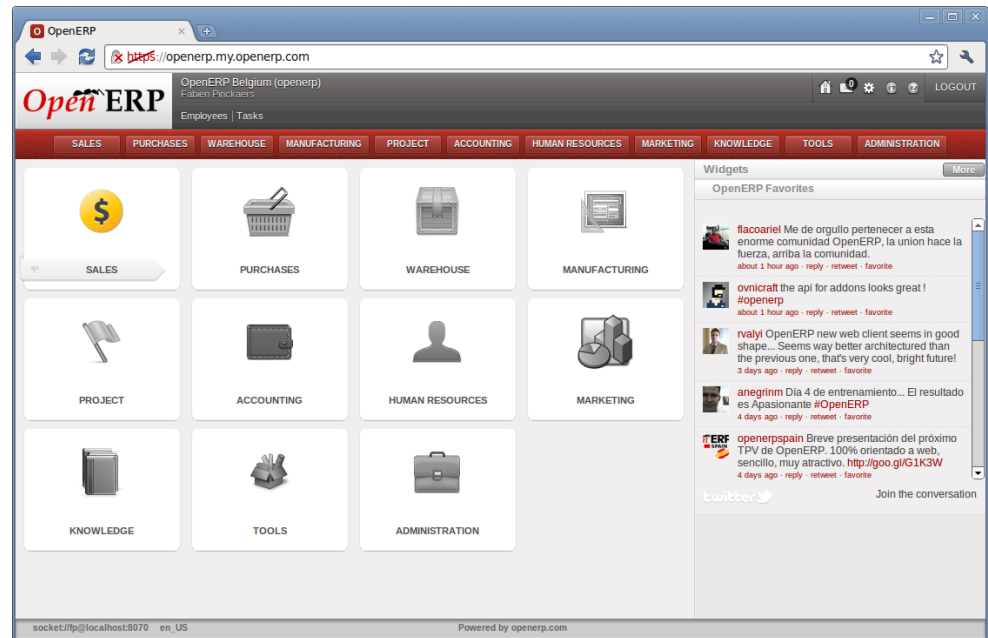 OpenERP
https://openerp.my.openerp.com
Open ERP
OpenERP Belgium (openerp)
Fabien Pinckaers
Employees | Tasks
0
LOGOUT
SALES PURCHASES WAREHOUSE MANUFACTURING PROJECT ACCOUNTING HUMAN RESOURCES MARKETING KNOWLEDGE TOOLS ADMINISTRATION
$
SALES
PURCHASES
WAREHOUSE
MANUFACTURING
PROJECT
ACCOUNTING
HUMAN RESOURCES
MARKETING
KNOWLEDGE
TOOLS
ADMINISTRATION
Widgets
More
OpenERP Favorites
flacoariel Me de orgullo pertenecer a esta
enorme comunidad OpenERP, la union hace la
fuerza, arriba la comunidad.
about 1 hour ago · reply · retweet · favorite
ovnicraft the api for addons looks great !
#openerp
about 1 hour ago · reply · retweet · favorite
rvalyi OpenERP new web client seems in good
shape... Seems way better architectured than
the previous one, that's very cool, bright future!
3 days ago · reply · retweet · favorite
anegrinm Día 4 de entrenamiento... El resultado
es Apasionante #OpenERP
4 days ago · reply · retweet · favorite
ERP
SPAIN
openerpspain Breve presentación del próximo
TPV de OpenERP. 100% orientado a web,
sencillo, muy atractivo. http://goo.gl/G1K3W
4 days ago · reply · retweet · favorite
twitter
Join the conversation
socket://fp@localhost:8070 en_US
Powered by openerp.com